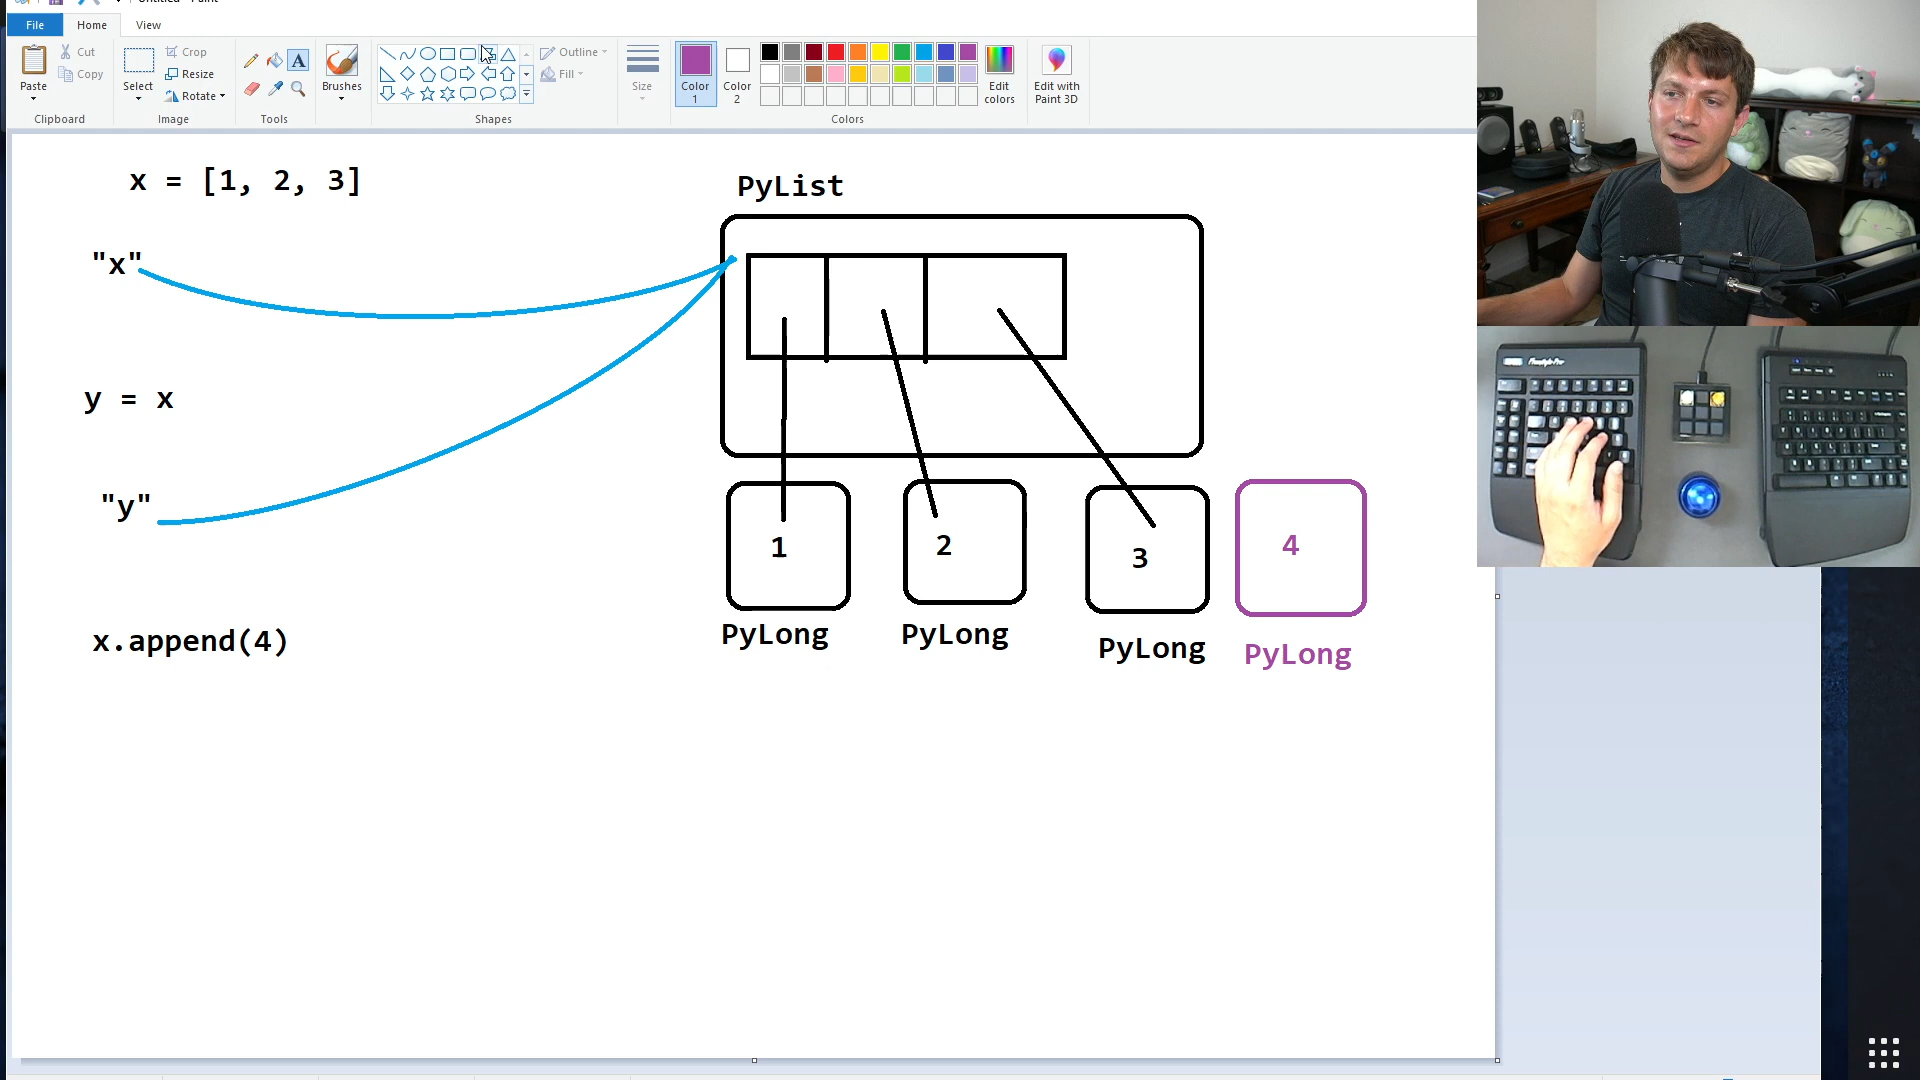 Untitled - Paint
File
Home
View
Paste
Cut
Copy
Clipboard
Select
Crop
Resize
Rotate
Image
A
Tools
Brushes
Shapes
Outline
Fill
Size
Color
1
Color
2
Edit
colors
Edit with
Paint 3D
Colors
x = [1, 2, 3]
"x"
y = x
"y"
x.append(4)
PyList
1
2
3
4
PyLong
PyLong
PyLong
PyLong